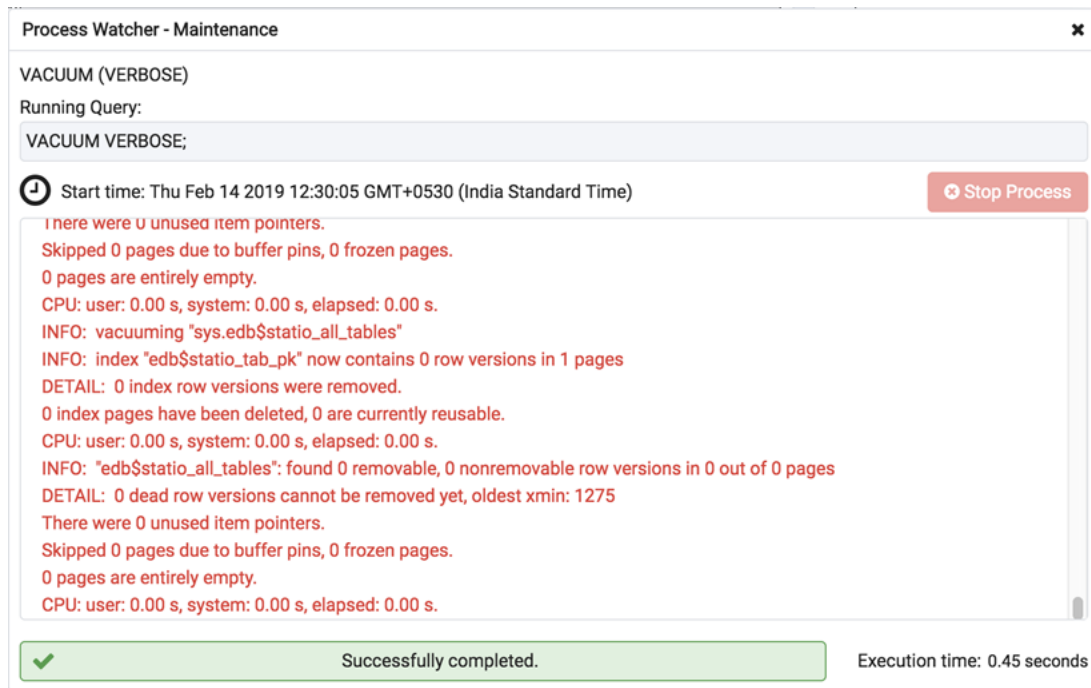 Process Watcher - Maintenance
VACUUM (VERBOSE)
Running Query:
VACUUM VERBOSE;
Start time: Thu Feb 14 2019 12:30:05 GMT+0530 (India Standard Time)
Stop Process
There were 0 unused item pointers.
Skipped 0 pages due to buffer pins, 0 frozen pages.
0 pages are entirely empty.
CPU: user: 0.00 s, system: 0.00 s, elapsed: 0.00 s.
INFO:  vacuuming "sys.edb$statio_all_tables"
INFO:  index "edb$statio_tab_pk" now contains 0 row versions in 1 pages
DETAIL:  0 index row versions were removed.
0 index pages have been deleted, 0 are currently reusable.
CPU: user: 0.00 s, system: 0.00 s, elapsed: 0.00 s.
INFO:  "edb$statio_all_tables": found 0 removable, 0 nonremovable row versions in 0 out of 0 pages
DETAIL:  0 dead row versions cannot be removed yet, oldest xmin: 1275
There were 0 unused item pointers.
Skipped 0 pages due to buffer pins, 0 frozen pages.
0 pages are entirely empty.
CPU: user: 0.00 s, system: 0.00 s, elapsed: 0.00 s.
Successfully completed.
Execution time: 0.45 seconds